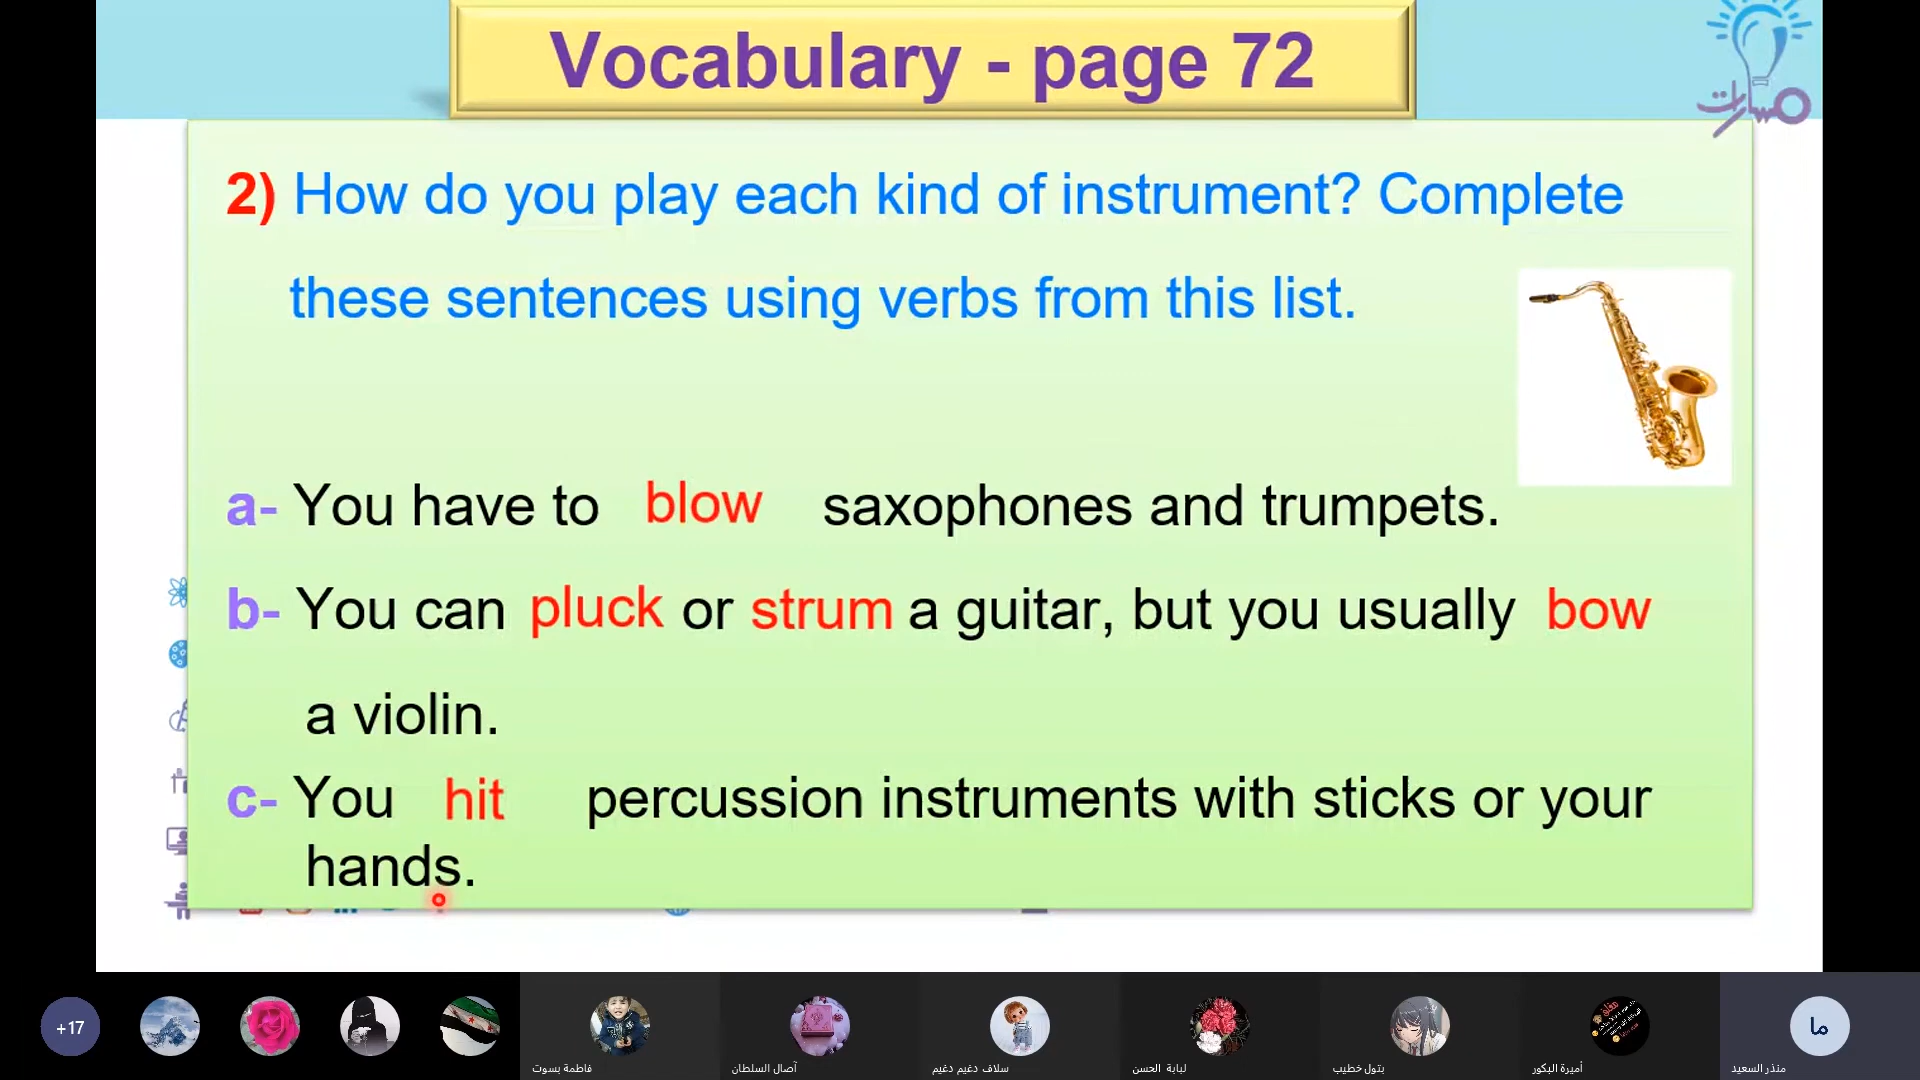 Vocabulary - page 72
مسارات
2) How do you play each kind of instrument? Complete
these sentences using verbs from this list.
a- You have to blow saxophones and trumpets.
b- You can pluck or strum a guitar, but you usually bow
a violin.
c- You hit percussion instruments with sticks or your
hands.
+17
ما
فاطمة بسوت
آصال السلطان
سلاف دغيم دغيم
لبابة الحسن
بتول خطيب
أميرة البكور
منذر السعيد